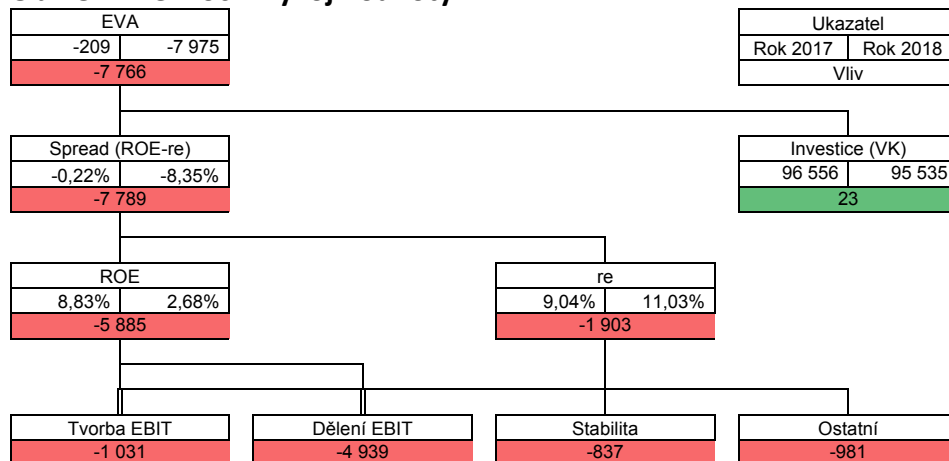 EVA
-209 -7 975
-7 766
Ukazatel
Rok 2017 Rok 2018
Vliv
Spread (ROE-re)
-0,22% -8,35%
-7 789
Investice (VK)
96 556 95 535
23
ROE
8,83% 2,68%
-5 885
re
9,04% 11,03%
-1 903
Tvorba EBIT
-1 031
Dělení EBIT
-4 939
Stabilita
-837
Ostatní
-981